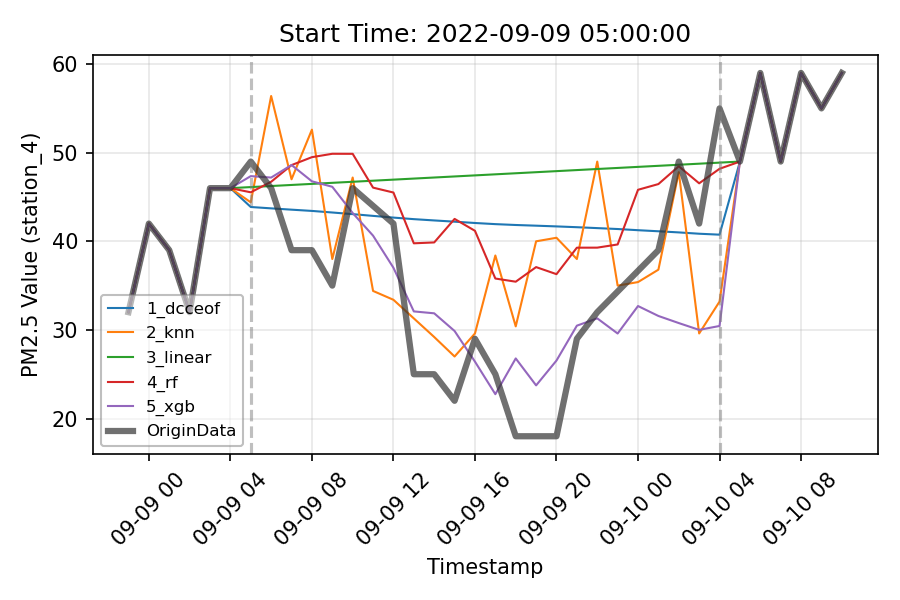 Start Time: 2022-09-09 05:00:00
PM2.5 Value (station_4)
60
50
40
30
20
1_dcceof
2_knn
3_linear
4_rf
5_xgb
OriginData
09-09 00
09-09 04
09-09 08
09-09 12
09-09 16
09-09 20
09-10 00
09-10 04
09-10 08
Timestamp